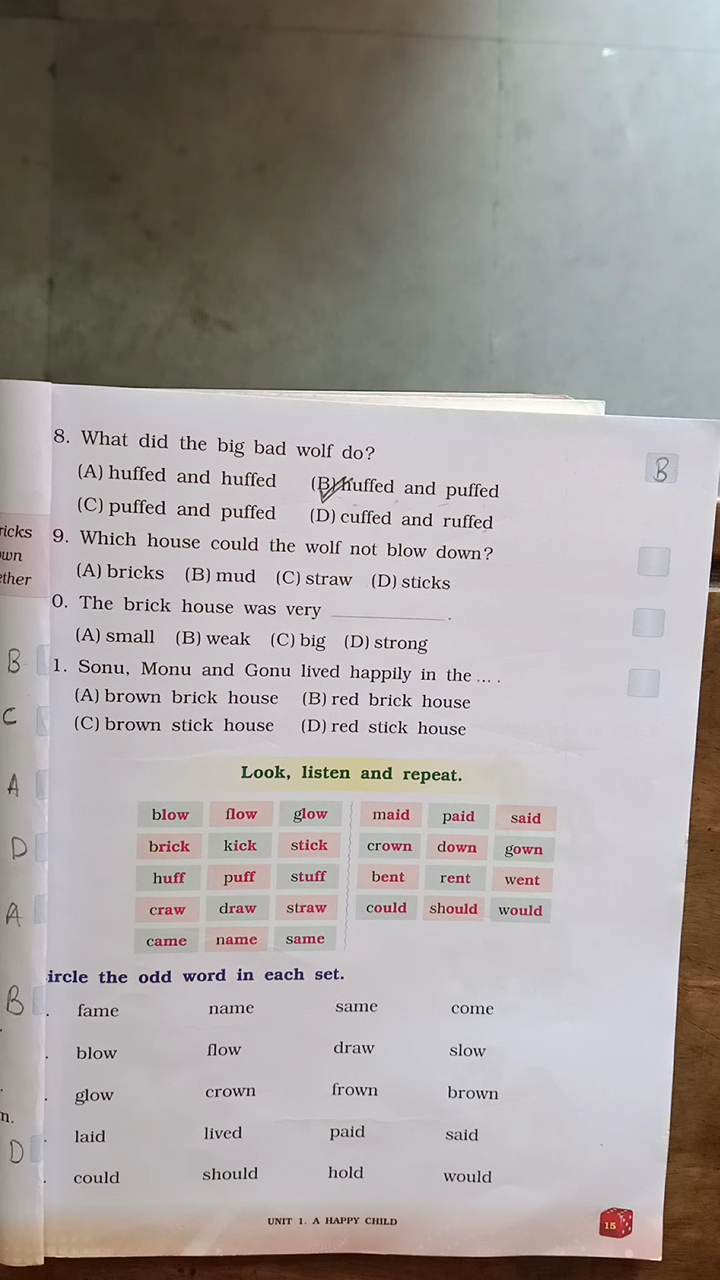 8. What did the big bad wolf do?
(A) huffed and huffed (B) huffed and puffed
(C) puffed and puffed (D) cuffed and ruffed
B
9. Which house could the wolf not blow down?
(A) bricks (B) mud (C) straw (D) sticks
0. The brick house was very ____________ .
(A) small (B) weak (C) big (D) strong
1. Sonu, Monu and Gonu lived happily in the ... .
(A) brown brick house (B) red brick house
(C) brown stick house (D) red stick house
Look, listen and repeat.
blow flow glow maid paid said
brick kick stick crown down gown
huff puff stuff bent rent went
craw draw straw could should would
came name same
ircle the odd word in each set.
fame name same come
blow flow draw slow
glow crown frown brown
laid lived paid said
could should hold would
UNIT 1. A HAPPY CHILD
15
ricks
own
ether
B
C
A
D
A
B
n.
D